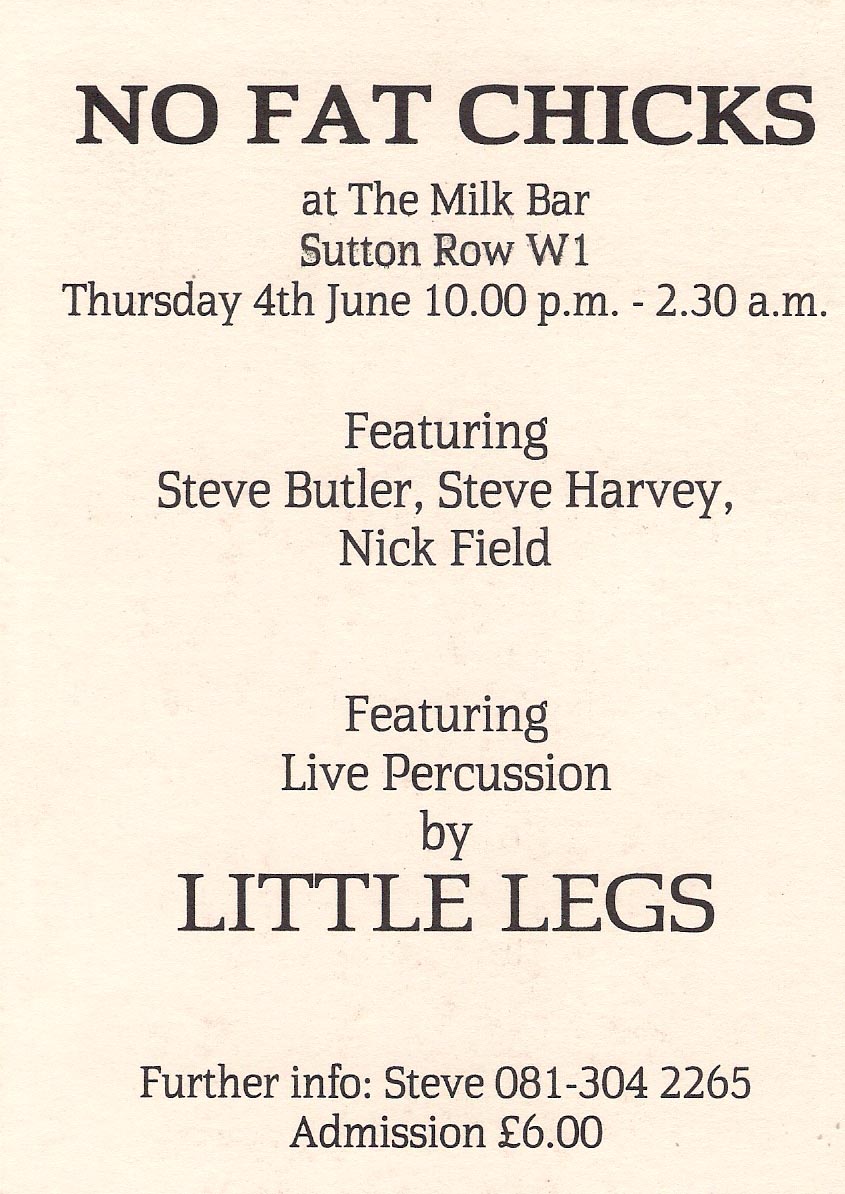 NO FAT CHICKS
at The Milk Bar
Sutton Row W1
Thursday 4th June 10.00 p.m. - 2.30 a.m.
Featuring
Steve Butler, Steve Harvey,
Nick Field
Featuring
Live Percussion
by
LITTLE LEGS
Further info: Steve 081-304 2265
Admission £6.00